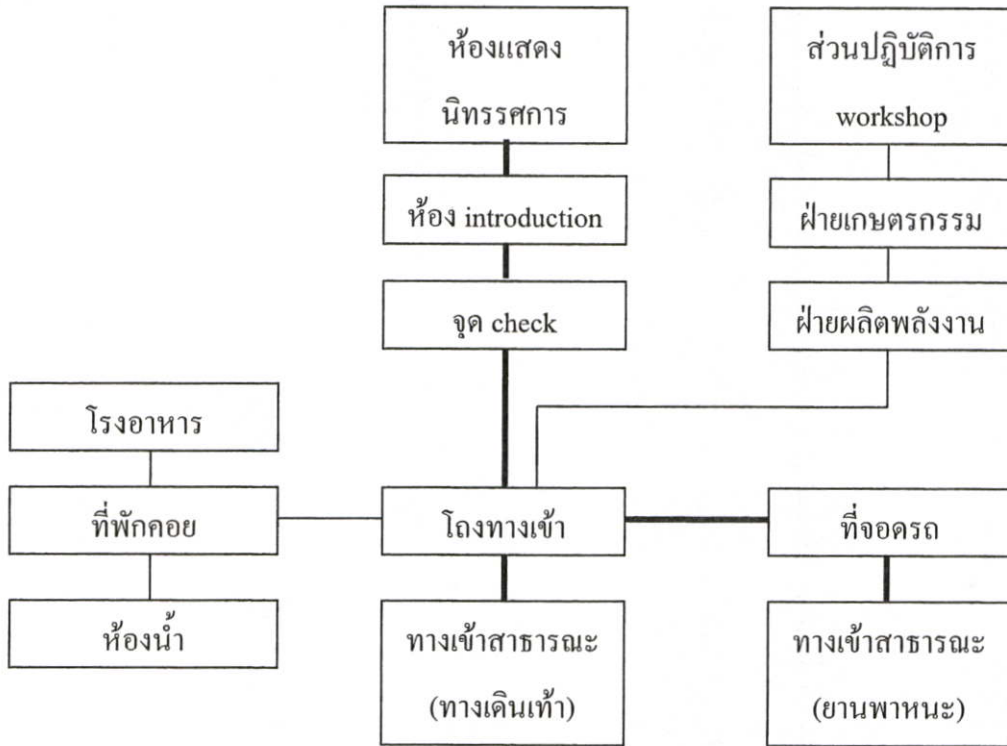 ห้องแสดง
นิทรรศการ
ส่วนปฏิบัติการ
workshop
ห้อง introduction
ฝ่ายเกษตรกรรม
จุด check
ฝ่ายผลิตพลังงาน
โรงอาหาร
ที่พักคอย
โถงทางเข้า
ที่จอดรถ
ห้องน้ำ
ทางเข้าสาธารณะ
(ทางเดินเท้า)
ทางเข้าสาธารณะ
(ยานพาหนะ)